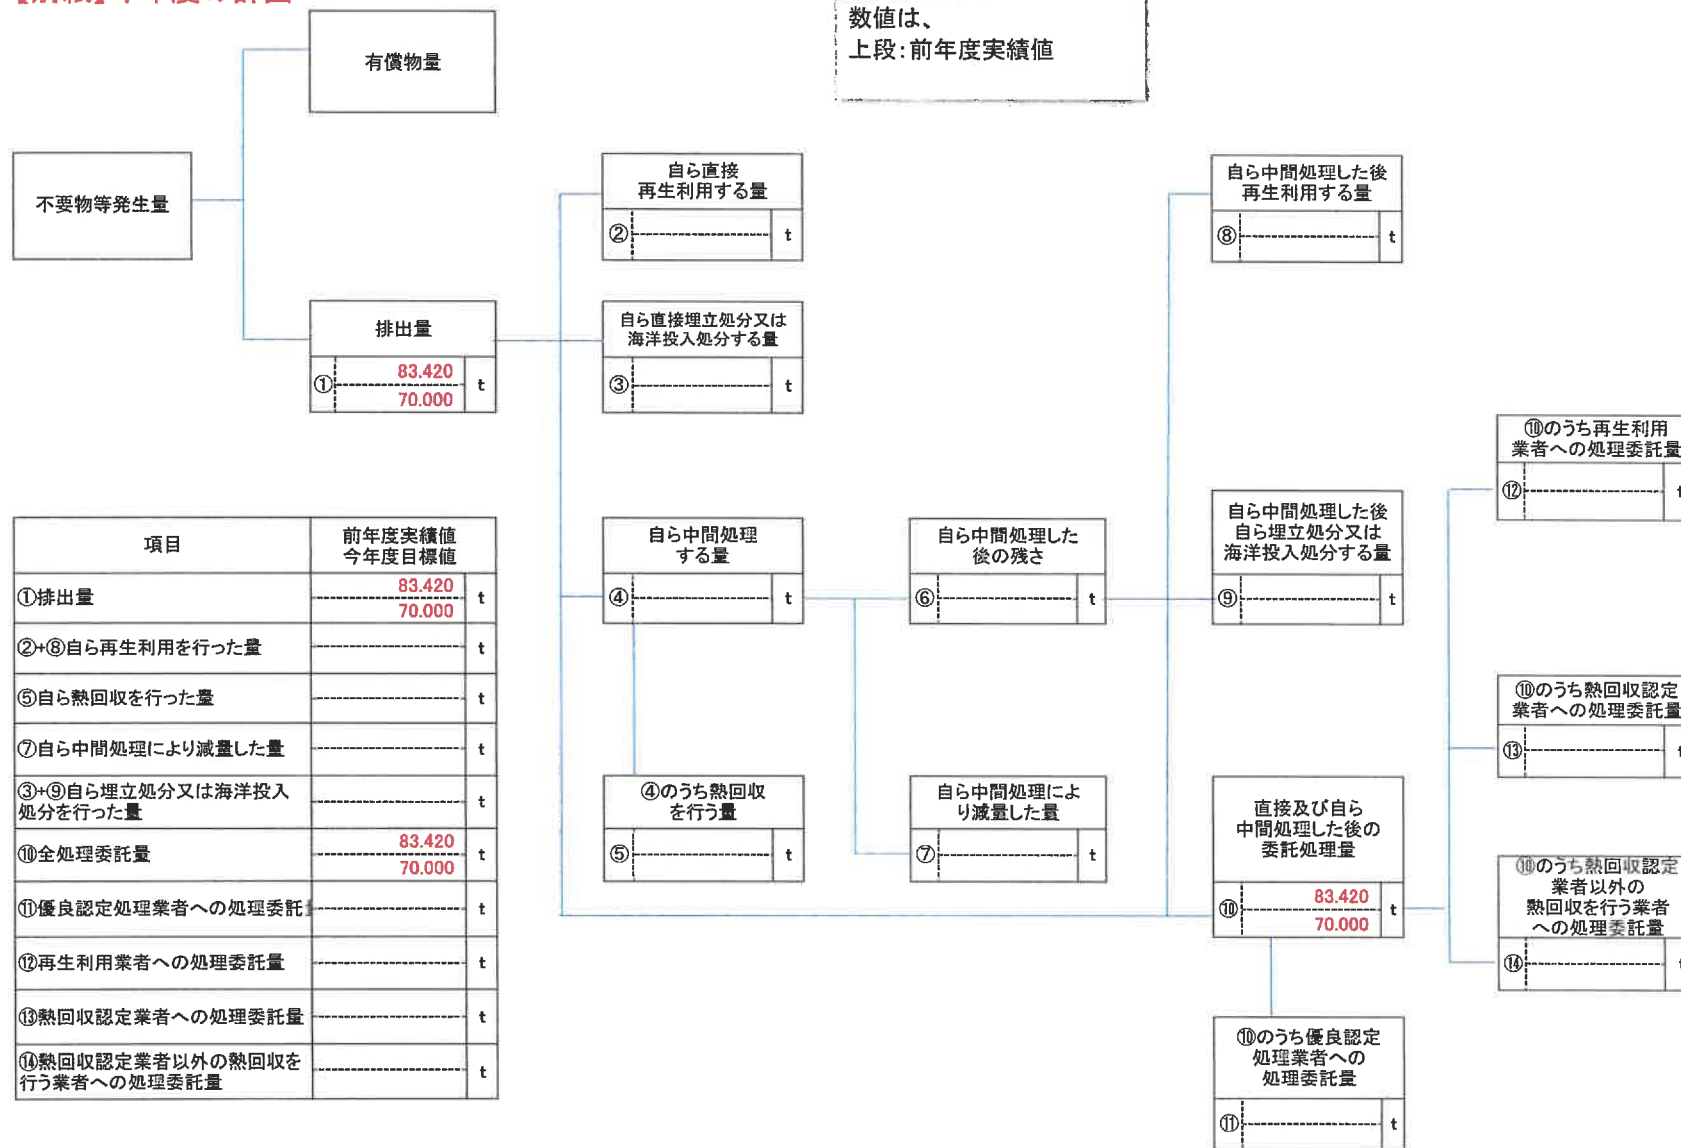 数値は、
上段:前年度実績値
有償物量
不要物等発生量
排出量
① 83.420 t
70.000
自ら直接
再生利用する量
② t
自ら直接埋立処分又は
海洋投入処分する量
③ t
自ら中間処理
する量
④ t
④のうち熱回収
を行う量
⑤ t
自ら中間処理した
後の残さ
⑥ t
自ら中間処理によ
り減量した量
⑦ t
自ら中間処理した後
再生利用する量
⑧ t
自ら中間処理した後
自ら埋立処分又は
海洋投入処分する量
⑨ t
直接及び自ら
中間処理した後の
委託処理量
⑩ 83.420 t
70.000
⑩のうち優良認定
処理業者への
処理委託量
⑪ t
⑩のうち再生利用
業者への処理委託量
⑫ t
⑩のうち熱回収認定
業者への処理委託量
⑬ t
⑩のうち熱回収認定
業者以外の
熱回収を行う業者
への処理委託量
⑭ t
項目 前年度実績値
今年度目標値
①排出量 83.420 t
70.000
②+⑧自ら再生利用を行った量 t
⑤自ら熱回収を行った量 t
⑦自ら中間処理により減量した量 t
③+⑨自ら埋立処分又は海洋投入
処分を行った量 t
⑩全処理委託量 83.420 t
70.000
⑪優良認定処理業者への処理委託 t
⑫再生利用業者への処理委託量 t
⑬熱回収認定業者への処理委託量 t
⑭熱回収認定業者以外の熱回収を
行う業者への処理委託量 t